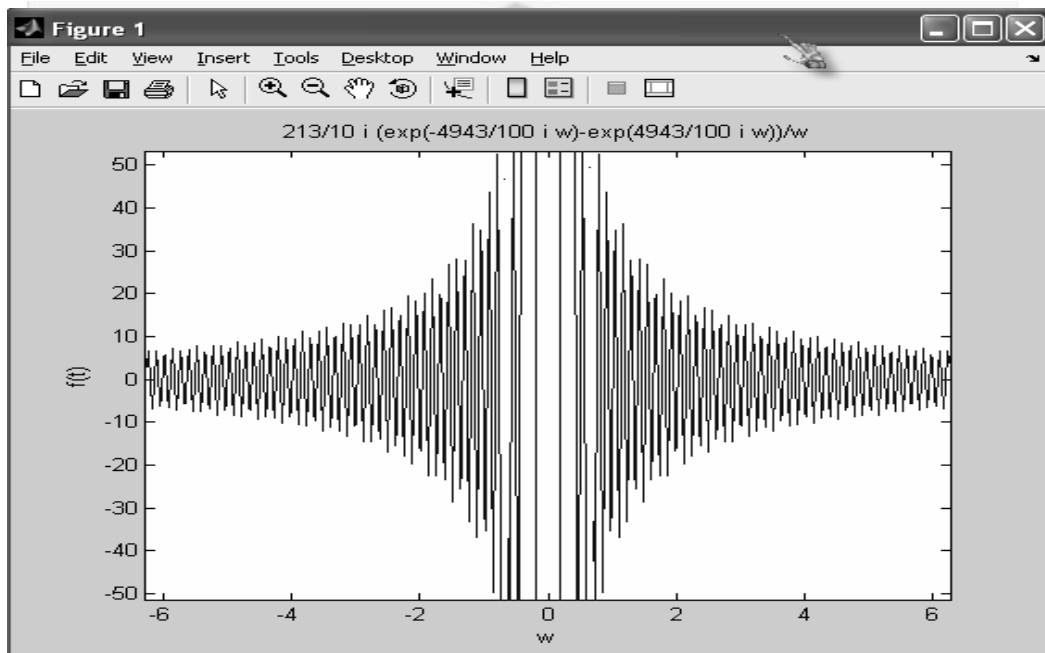 Figure 1
File Edit View Insert Tools Desktop Window Help
213/10 i (exp(-4943/100 i w)-exp(4943/100 i w))/w
50
40
30
20
10
0
-10
-20
-30
-40
-50
f(t)
-6 -4 -2 0 2 4 6
w